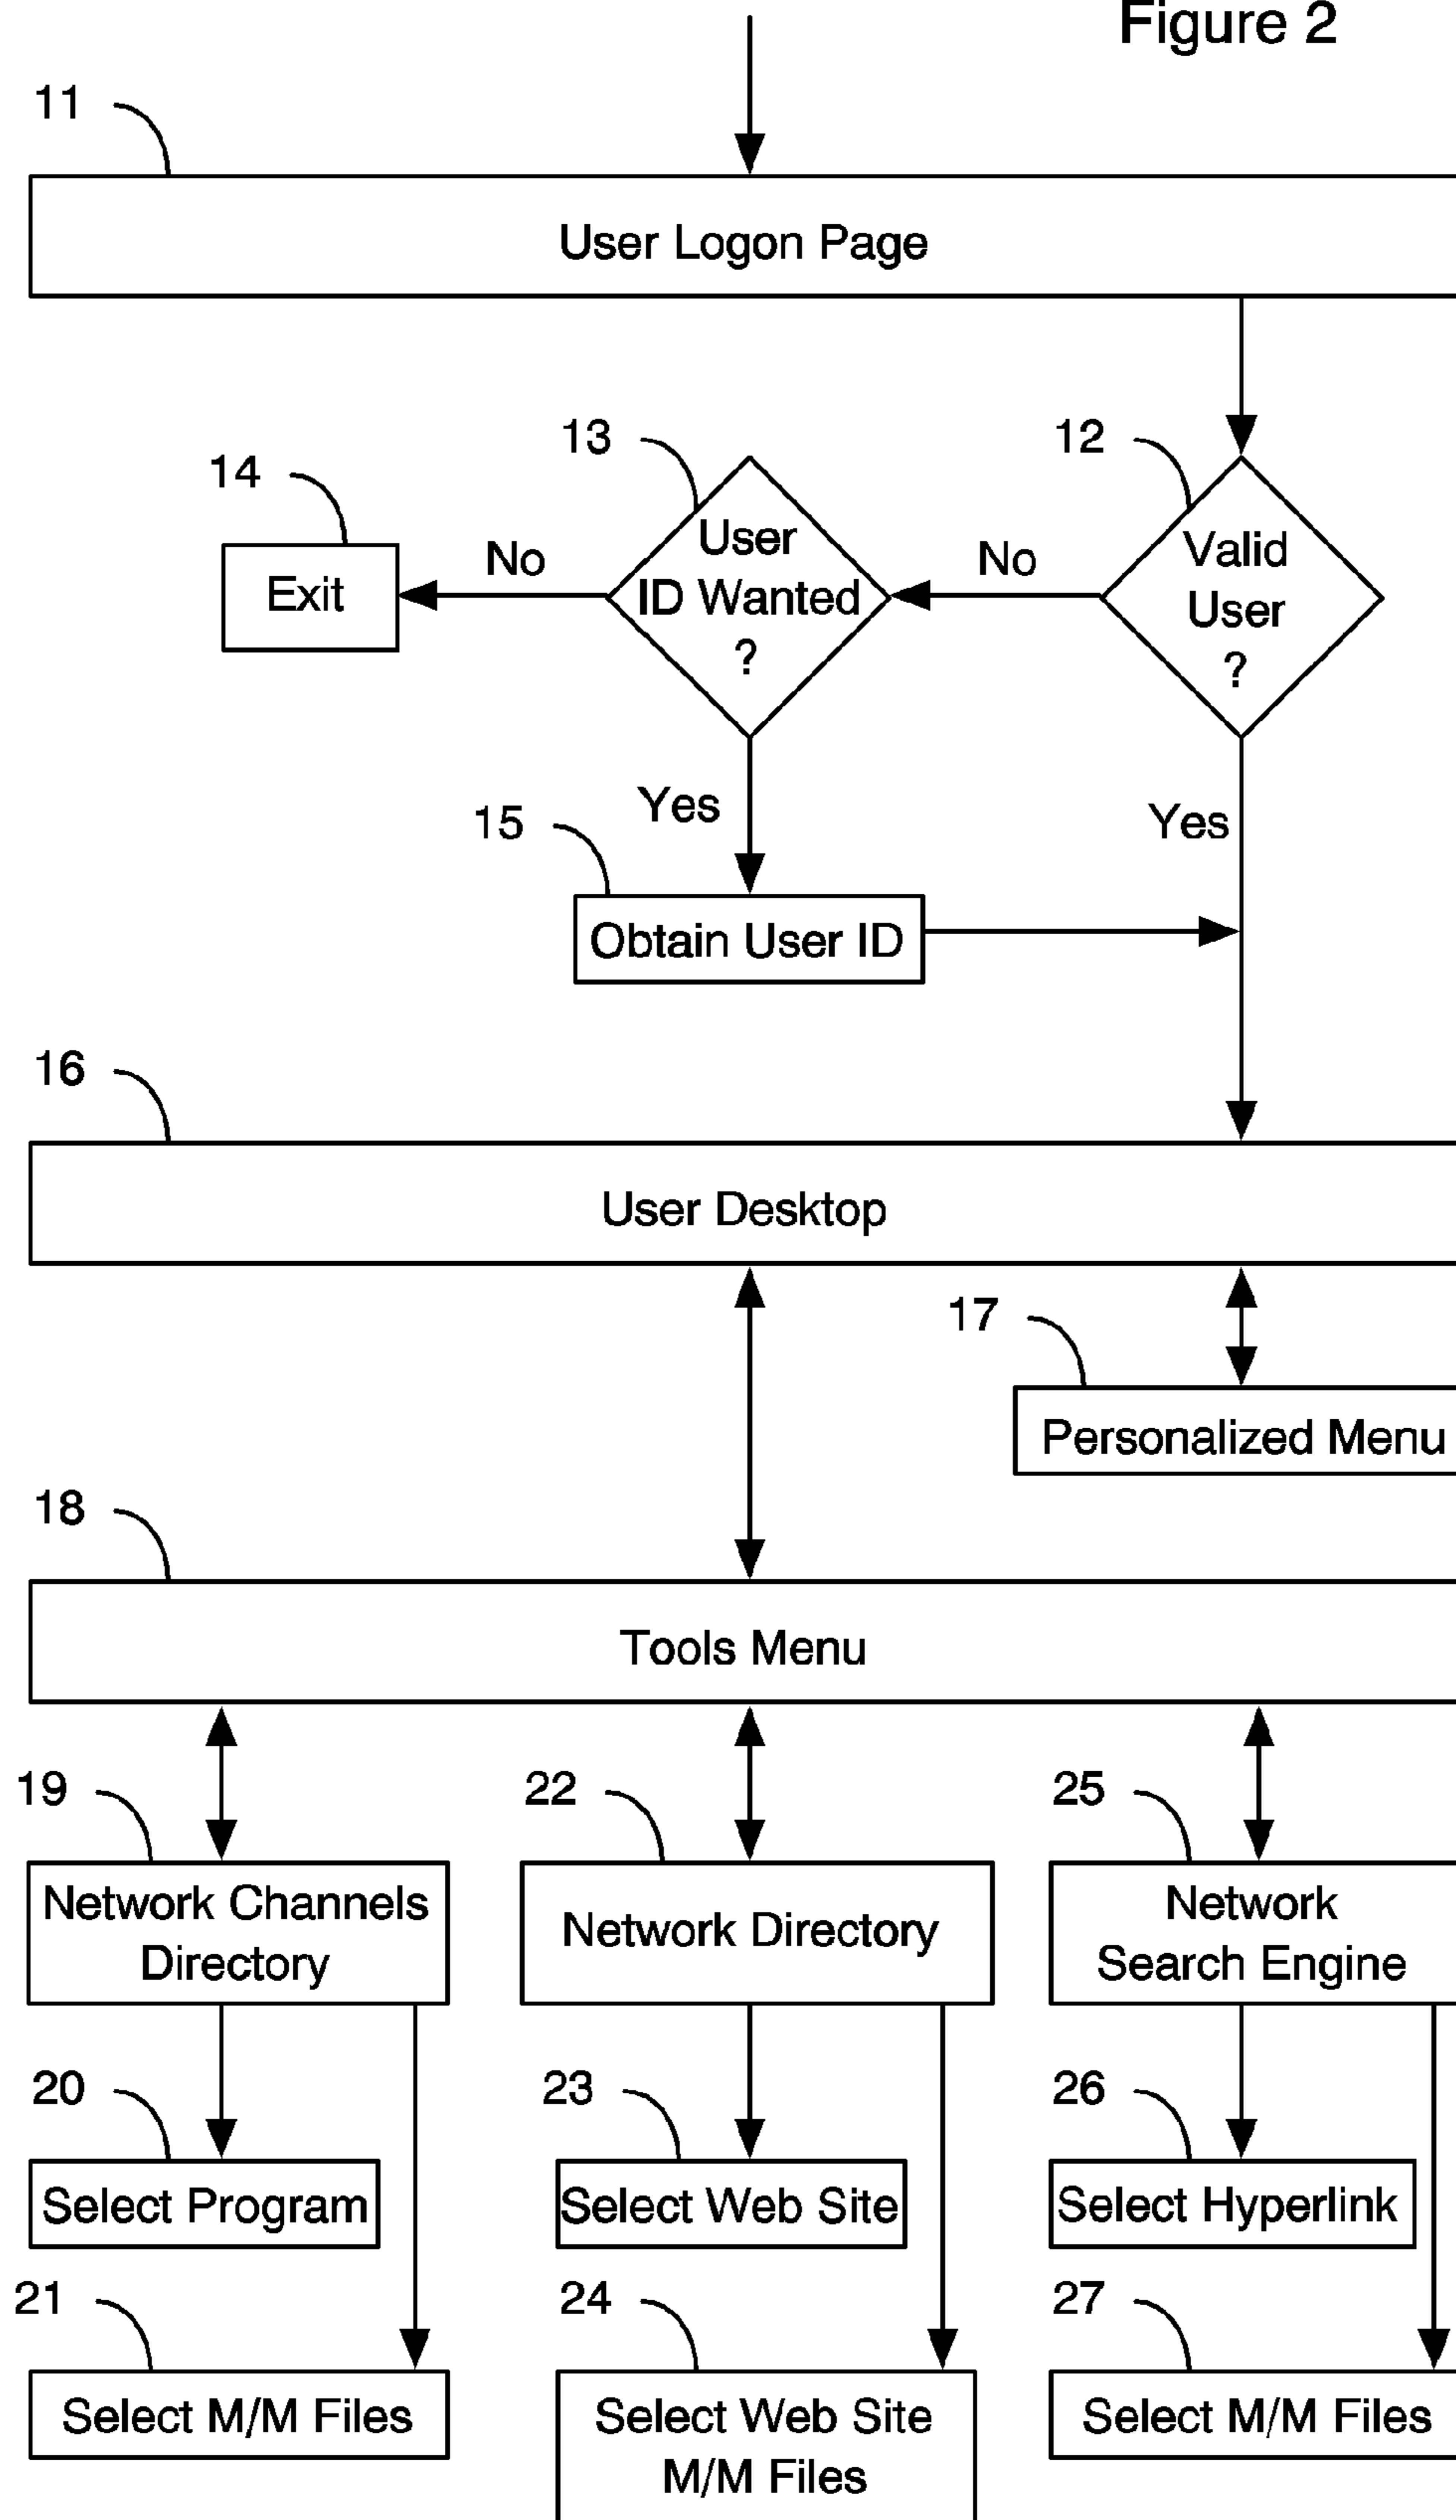 Figure 2
11
User Logon Page
13
12
14
User
ID Wanted
?
Valid
User
?
No
No
Exit
Yes
Yes
15
Obtain User ID
16
User Desktop
17
Personalized Menu
18
Tools Menu
19
22
25
Network Channels
Directory
Network Directory
Network
Search Engine
20
23
26
Select Program
Select Web Site
Select Hyperlink
21
24
27
Select M/M Files
Select Web Site
M/M Files
Select M/M Files